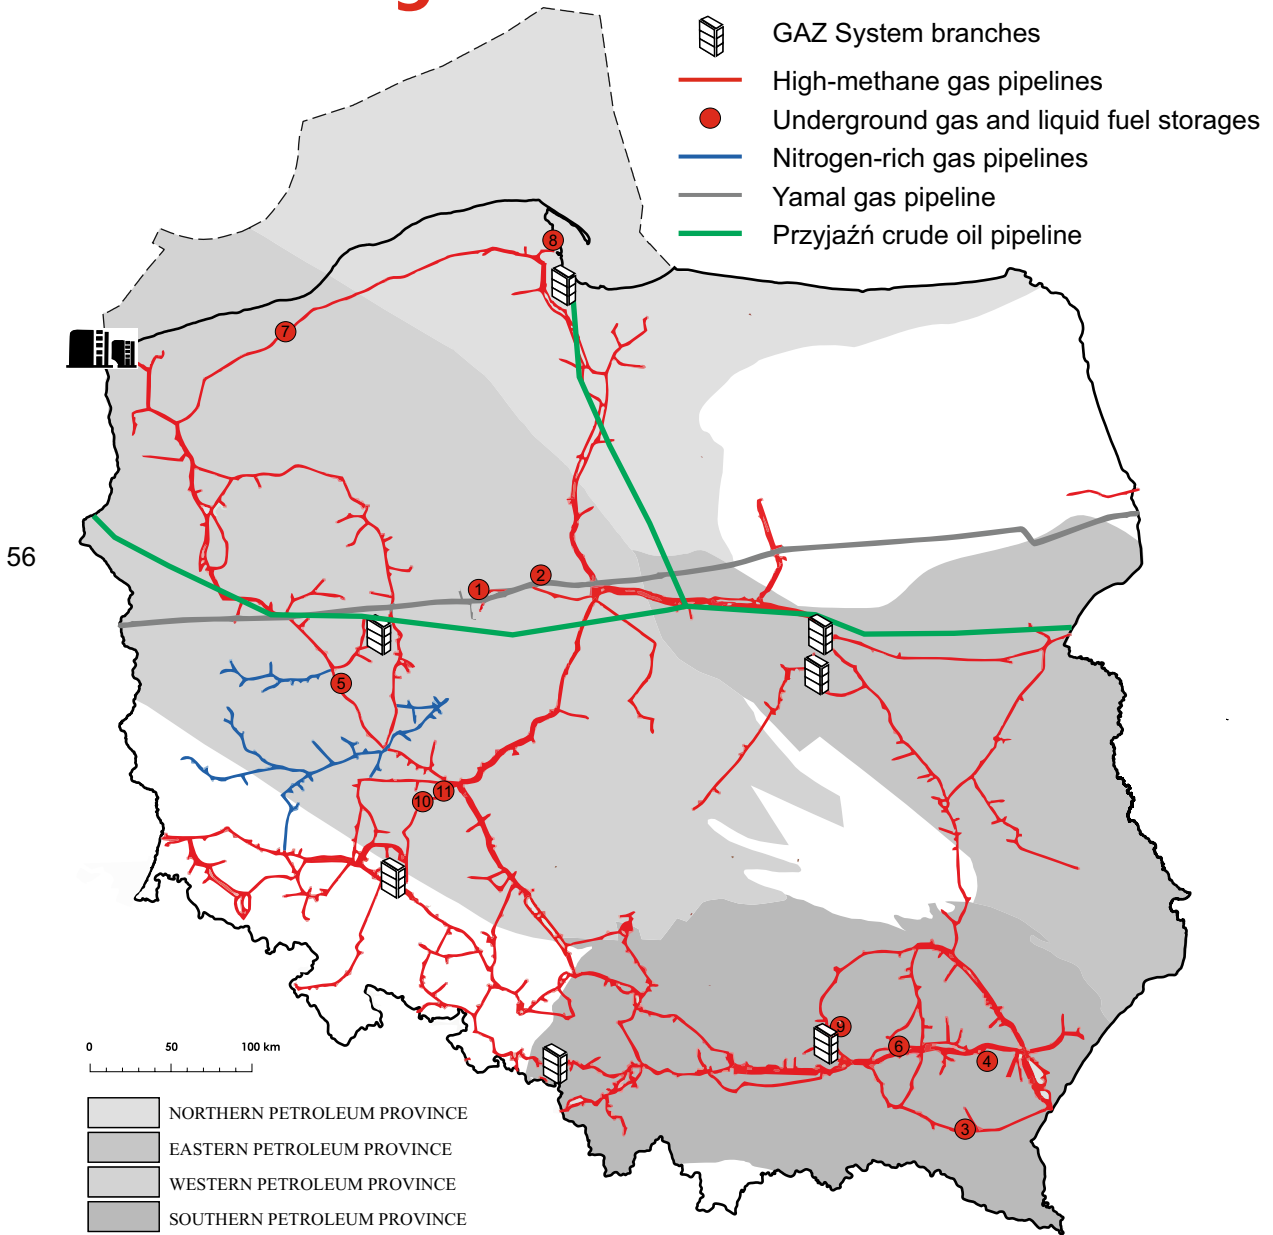 GAZ System branches
High-methane gas pipelines
Underground gas and liquid fuel storages
Nitrogen-rich gas pipelines
Yamal gas pipeline
Przyjaźń crude oil pipeline
8
7
56
2
1
5
11
10
9
6
4
3
0 50 100 km
NORTHERN PETROLEUM PROVINCE
EASTERN PETROLEUM PROVINCE
WESTERN PETROLEUM PROVINCE
SOUTHERN PETROLEUM PROVINCE